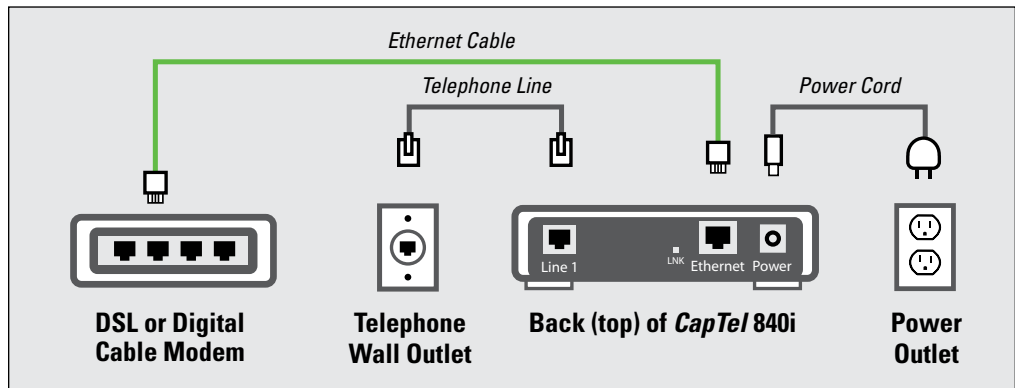 Ethernet Cable
Telephone Line
Power Cord
Line 1
LNK
Ethernet
Power
DSL or Digital
Cable Modem
Telephone
Wall Outlet
Back (top) of CapTel 840i
Power
Outlet